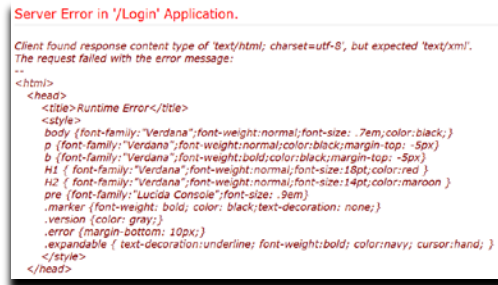 Server Error in '/Login' Application.
Client found response content type of 'text/html; charset=utf-8', but expected 'text/xml'.
The request failed with the error message:
--
<html>
<head>
<title>Runtime Error</title>
<style>
body {font-family:"Verdana";font-weight:normal;font-size: .7em;color:black;}
p {font-family:"Verdana";font-weight:normal;color:black;margin-top: -5px}
b {font-family:"Verdana";font-weight:bold;color:black;margin-top: -5px}
H1 { font-family:"Verdana";font-weight:normal;font-size:18pt;color:red }
H2 { font-family:"Verdana";font-weight:normal;font-size:14pt;color:maroon }
pre {font-family:"Lucida Console";font-size: .9em}
.marker {font-weight: bold; color: black;text-decoration: none;}
.version {color: gray;}
.error {margin-bottom: 10px;}
.expandable { text-decoration:underline; font-weight:bold; color:navy; cursor:hand; }
</style>
</head>